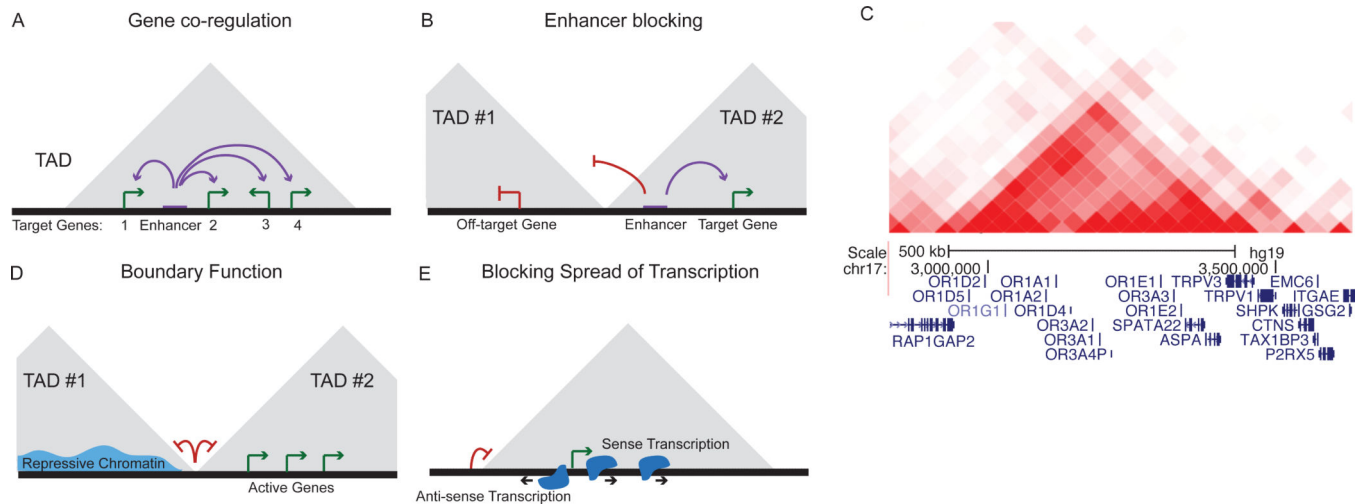 A Gene co-regulation
TAD
Target Genes: 1 Enhancer 2 3 4
B Enhancer blocking
TAD #1 TAD #2
Off-target Gene Enhancer Target Gene
C
Scale 500 kb hg19
chr17: 3,000,000 3,500,000
OR1D2 OR1A1 OR1E1 TRPV3 EMC6
OR1D5 OR1A2 OR3A3 TRPV1 ITGAE
OR1G1 OR1D4 OR1E2 SHPK GSG2
OR3A2 SPATA22 CTNS
RAP1GAP2 OR3A1 ASPA TAX1BP3
OR3A4P P2RX5
D Boundary Function
TAD #1 TAD #2
Repressive Chromatin
Active Genes
E Blocking Spread of Transcription
Sense Transcription
Anti-sense Transcription